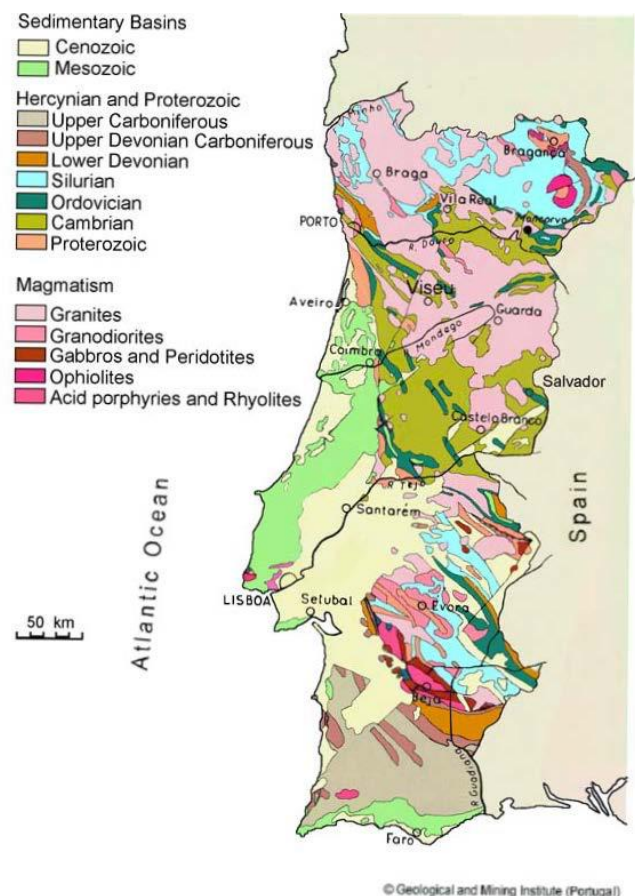 Sedimentary Basins
Cenozoic
Mesozoic
Hercynian and Proterozoic
Upper Carboniferous
Upper Devonian Carboniferous
Lower Devonian
Silurian
Ordovician
Cambrian
Proterozoic
Magmatism
Granites
Granodiorites
Gabbros and Peridotites
Ophiolites
Acid porphyries and Rhyolites
Minho
Bragança
Braga
Vila Real
Moncorvo
PORTO
R. Douro
Aveiro
Viseu
Guarda
Mondego
Coimbra
Salvador
Castelo Branco
R. Tejo
Santarém
Spain
Atlantic Ocean
LISBOA
Setubal
Évora
50 km
Beja
R. Guadiana
Faro
© Geological and Mining Institute (Portugal)